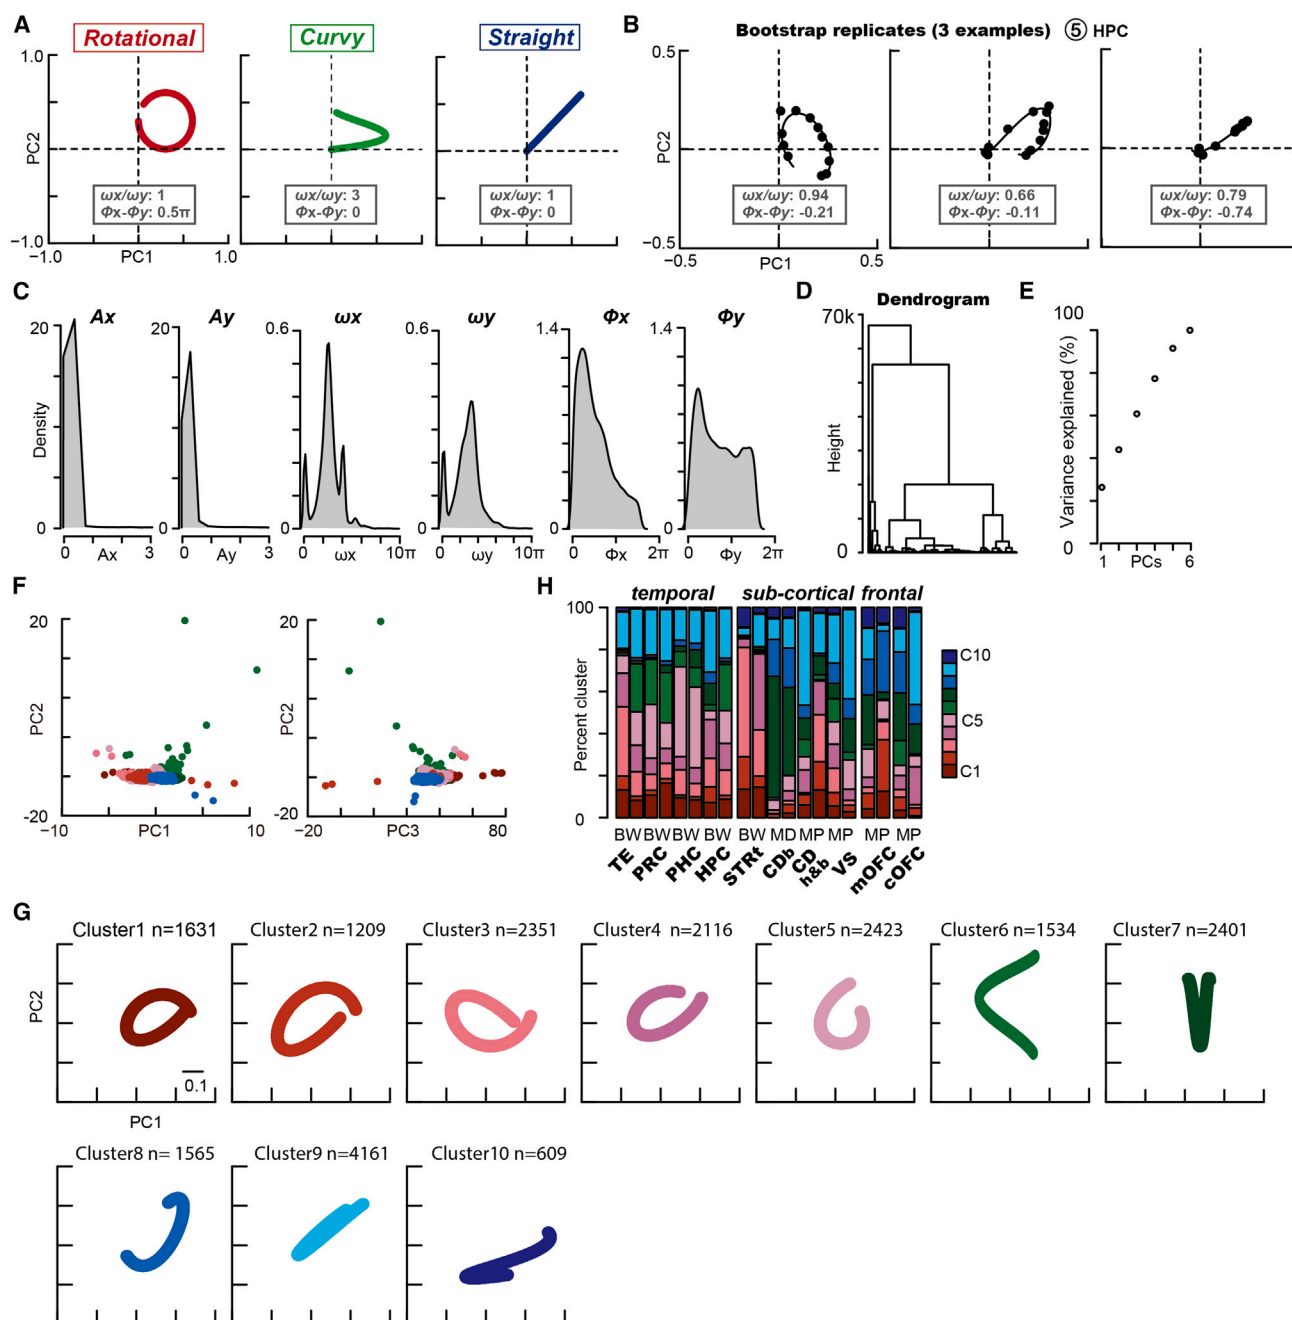 A
Rotational
Curvy
Straight
1.0
PC2
−1.0
ωx/ωy: 1
Φx-Φy: 0.5π
ωx/ωy: 3
Φx-Φy: 0
ωx/ωy: 1
Φx-Φy: 0
−1.0
PC1
1.0
B
Bootstrap replicates (3 examples) ⑤ HPC
0.5
PC2
−0.5
ωx/ωy: 0.94
Φx-Φy: -0.21
ωx/ωy: 0.66
Φx-Φy: -0.11
ωx/ωy: 0.79
Φx-Φy: -0.74
−0.5
PC1
0.5
C
Ax
Ay
ωx
ωy
Φx
Φy
Density
20
0
20
0
0.6
0
0.6
0
1.4
0
1.4
0
0 Ax 3
0 Ay 3
0 ωx 10π
0 ωy 10π
0 Φx 2π
0 Φy 2π
D
Dendrogram
70k
Height
0
E
100
Variance explained (%)
0
1 PCs 6
F
20
PC2
-20
−10 PC1 10
20
PC2
-20
−20 PC3 80
H
temporal
sub-cortical
frontal
100
Percent cluster
0
BW BW BW BW BW MD MP MP MP MP
TE
PRC
PHC
HPC
STRt
CDb
CD
h&b
VS
mOFC
cOFC
C10
C5
C1
G
Cluster1 n=1631
Cluster2 n=1209
Cluster3 n=2351
Cluster4 n=2116
Cluster5 n=2423
Cluster6 n=1534
Cluster7 n=2401
PC2
0.1
PC1
Cluster8 n= 1565
Cluster9 n=4161
Cluster10 n=609